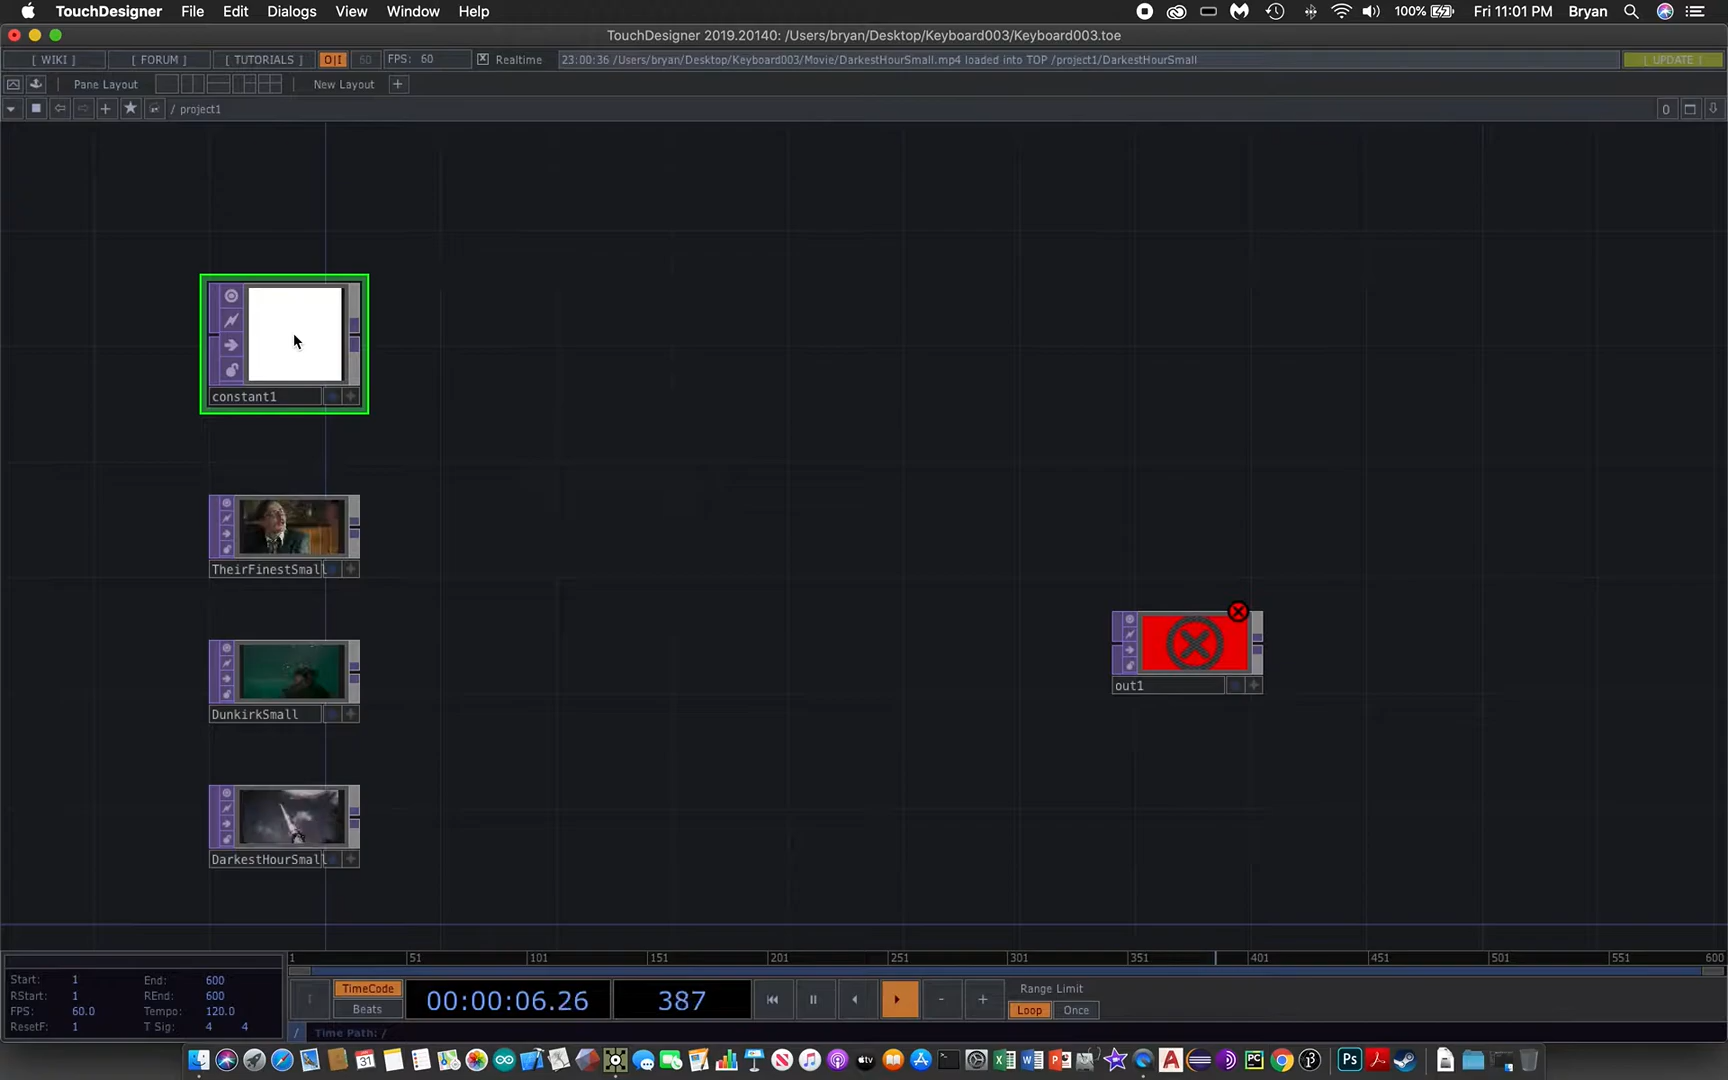 TouchDesigner File Edit Dialogs View Window Help 100% Fri 11:01 PM Bryan
TouchDesigner 2019.20140: /Users/bryan/Desktop/Keyboard003/Keyboard003.toe
[ WIKI ] [ FORUM ] [ TUTORIALS ] O|I 60 FPS: 60 Realtime 23:00:36 /Users/bryan/Desktop/Keyboard003/Movie/DarkestHourSmall.mp4 loaded into TOP /project1/DarkestHourSmall [ UPDATE ]
Pane Layout New Layout +
/ project1 0
constant1
TheirFinestSmall
DunkirkSmall
DarkestHourSmall
out1
1 51 101 151 201 251 301 351 401 451 501 551 600
Start: 1 End: 600
RStart: 1 REnd: 600
FPS: 60.0 Tempo: 120.0
ResetF: 1 T Sig: 4 4
TimeCode
Beats
00:00:06.26 387
Range Limit
Loop Once
/ Time Path: /